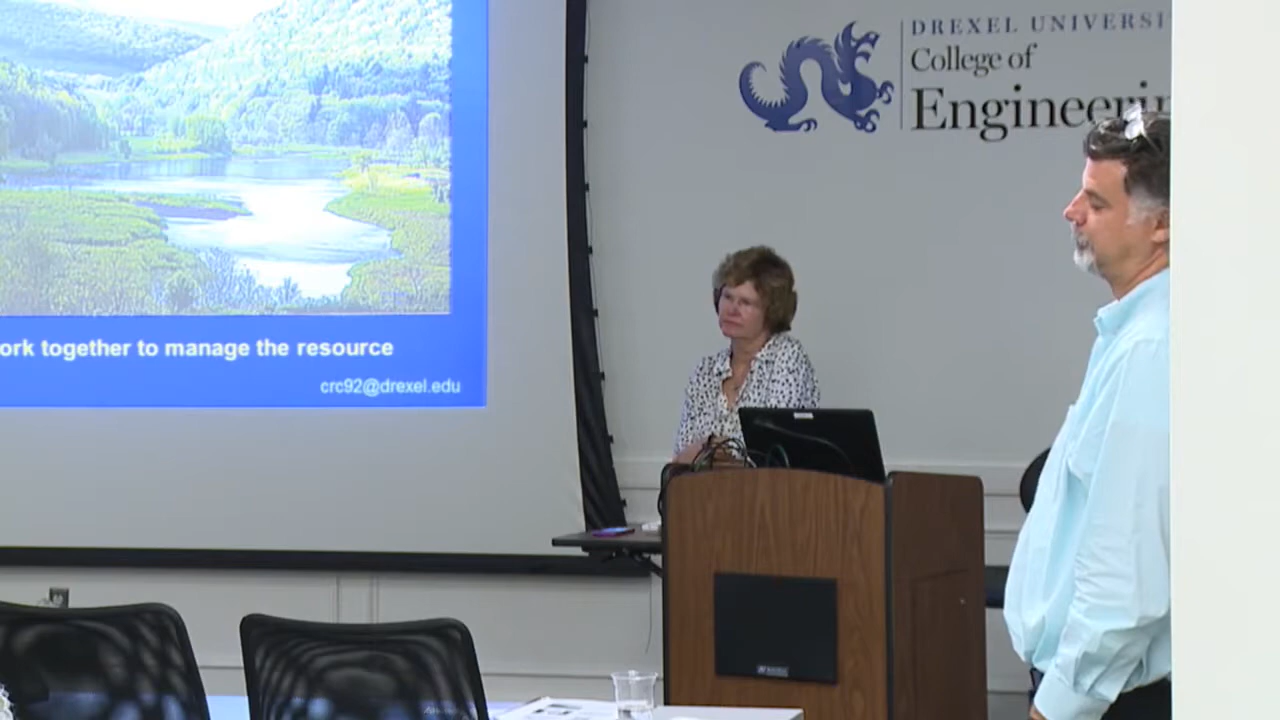 DREXEL UNIVERSI
College of
Engineerin
ork together to manage the resource
crc92@drexel.edu